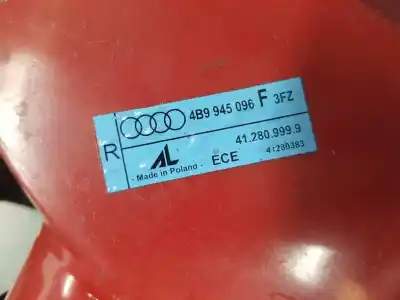 R
4B9 945 096 F 3FZ
41.280.999.9
AL ECE 41280383
- Made in Poland -